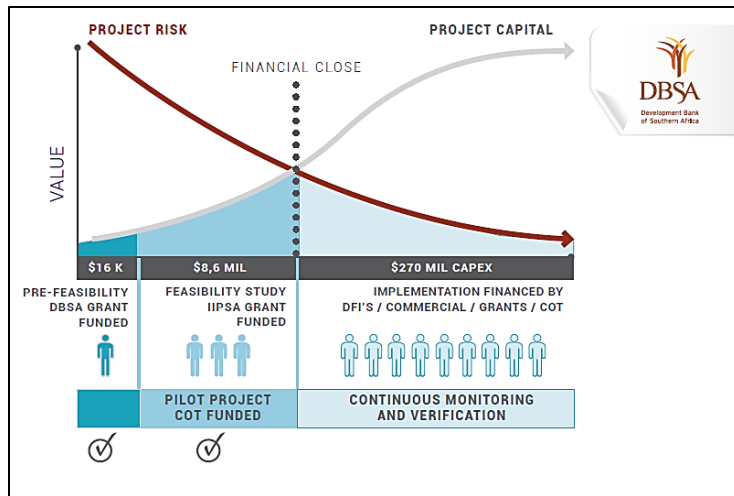 PROJECT RISK
PROJECT CAPITAL
FINANCIAL CLOSE
DBSA
Development Bank
of Southern Africa
VALUE
$16 K
$8,6 MIL
$270 MIL CAPEX
PRE-FEASIBILITY
DBSA GRANT
FUNDED
FEASIBILITY STUDY
IIPSA GRANT
FUNDED
IMPLEMENTATION FINANCED BY
DFI'S / COMMERCIAL / GRANTS / COT
PILOT PROJECT
COT FUNDED
CONTINUOUS MONITORING
AND VERIFICATION